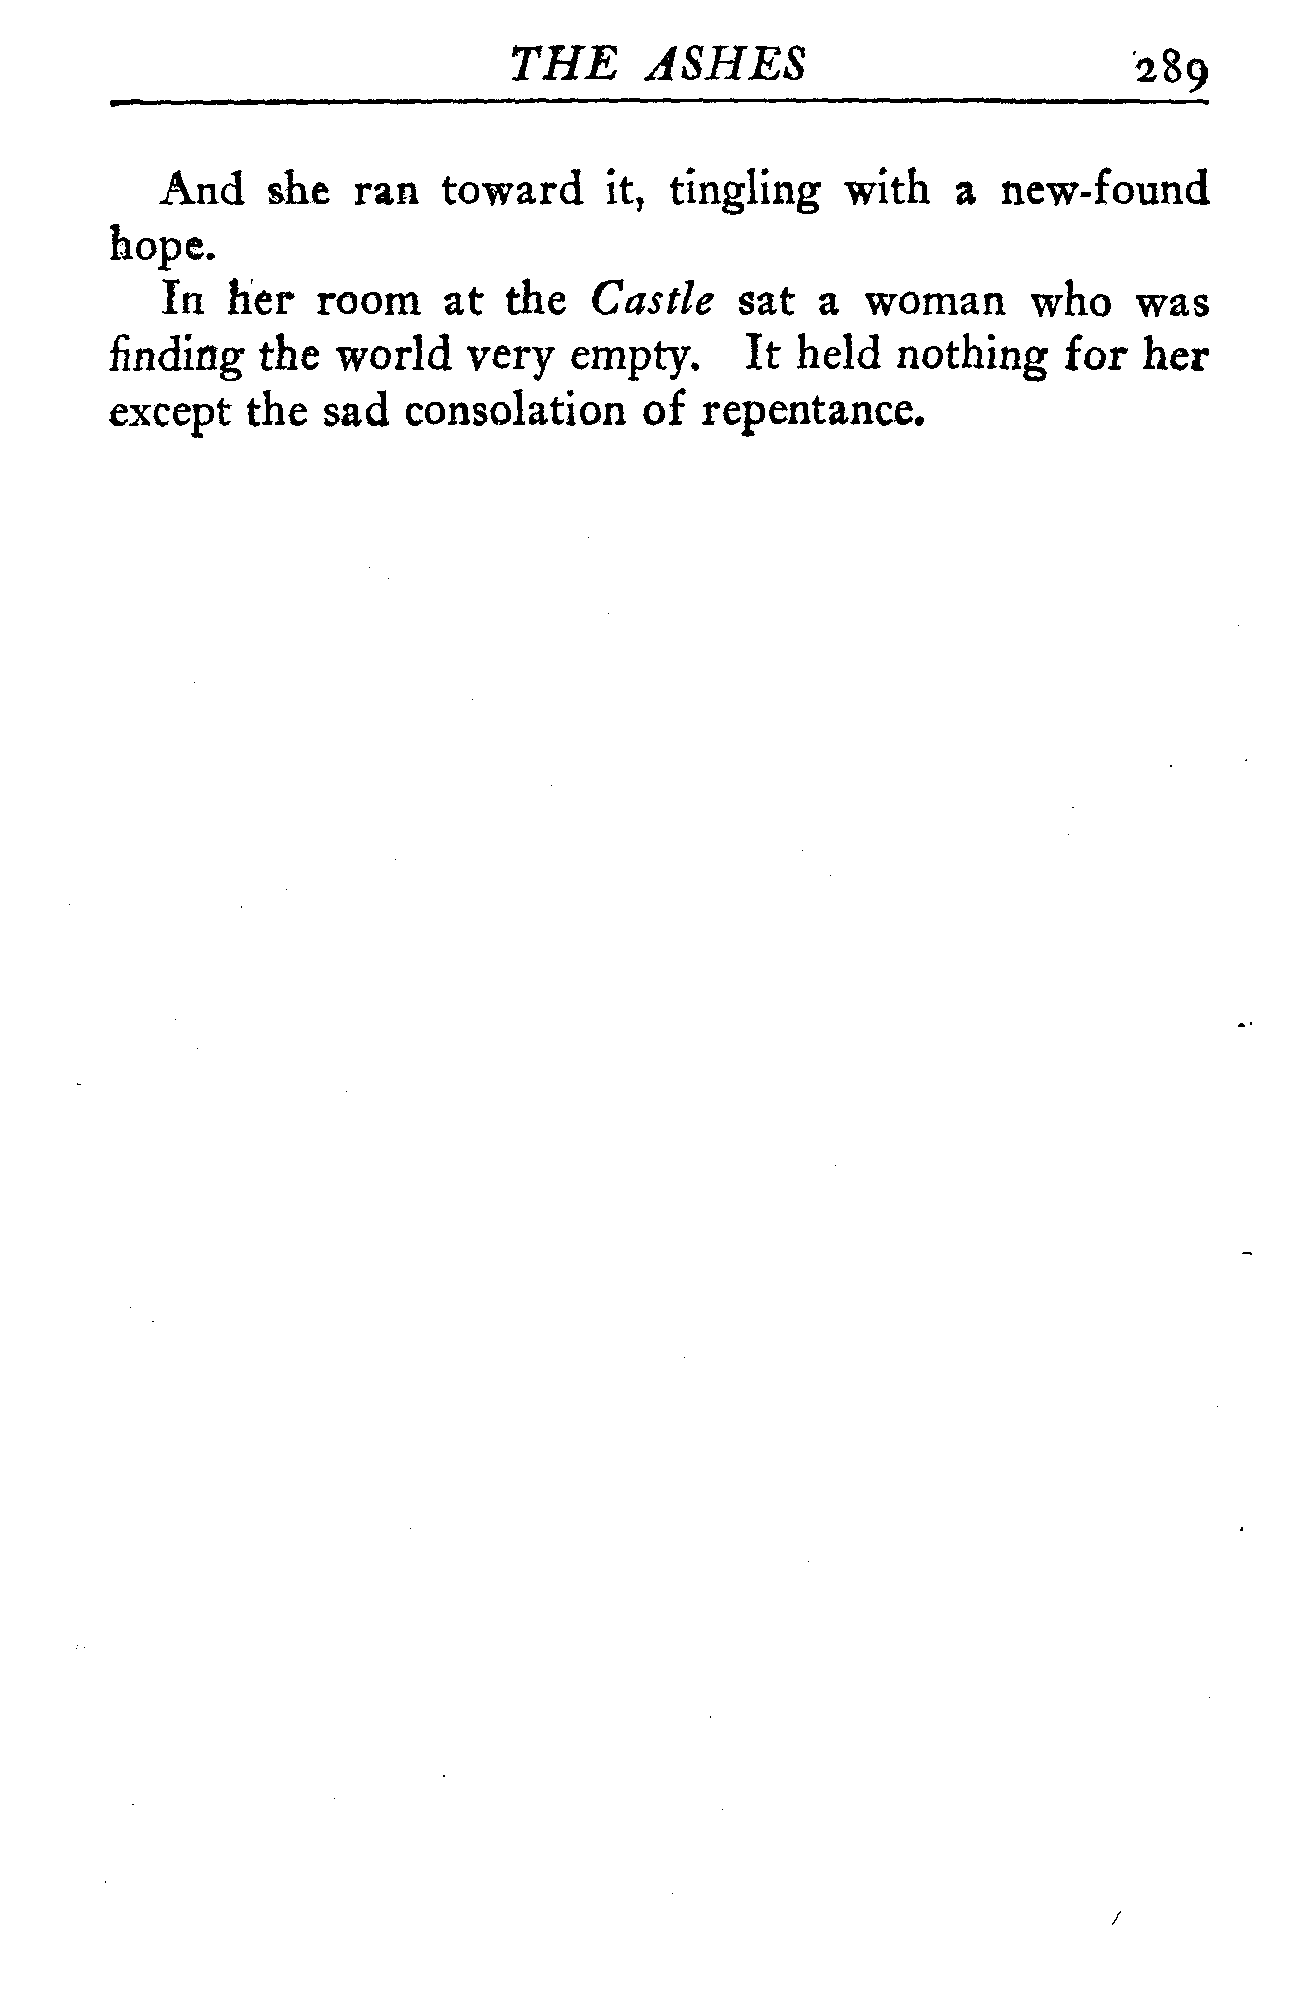 THE ASHES 289
And she ran toward it, tingling with a new-found
hope.
In her room at the Castle sat a woman who was
finding the world very empty. It held nothing for her
except the sad consolation of repentance.